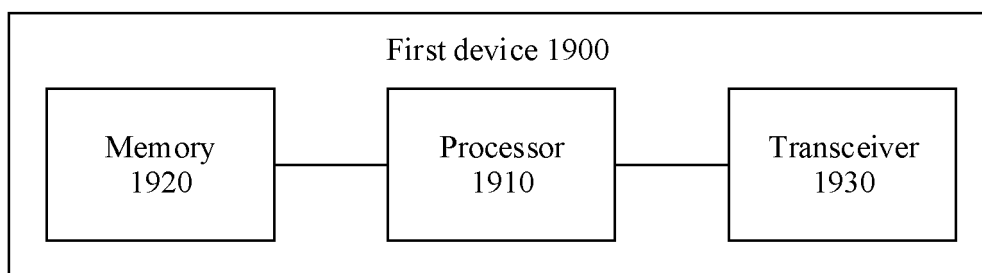 First device 1900
Memory
1920
Processor
1910
Transceiver
1930